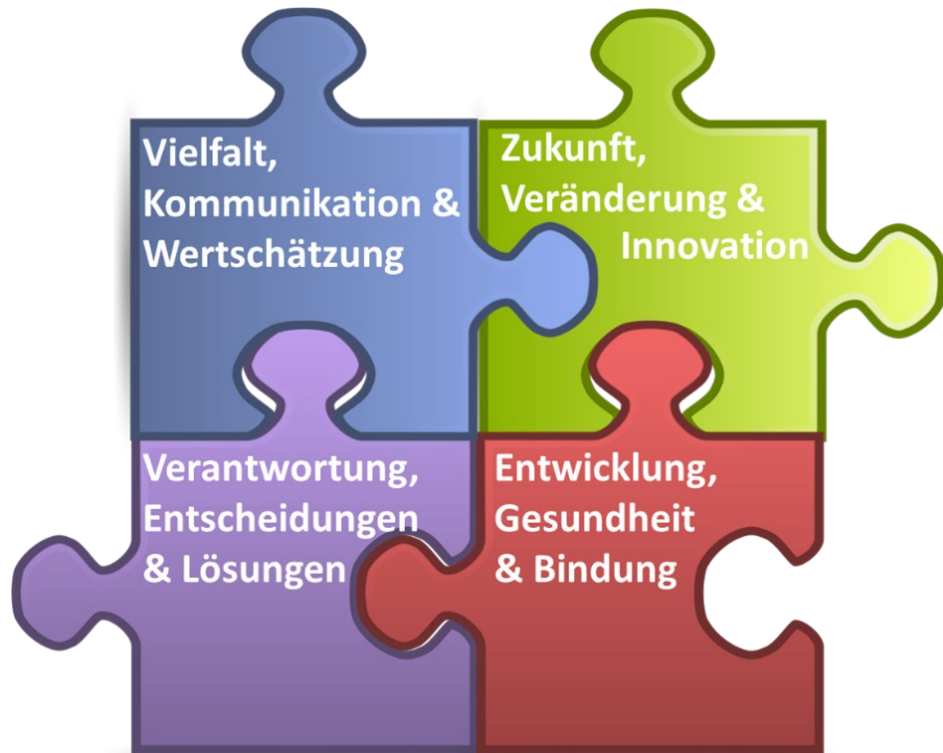 Vielfalt,
Kommunikation &
Wertschätzung
Zukunft,
Veränderung &
Innovation
Verantwortung,
Entscheidungen
& Lösungen
Entwicklung,
Gesundheit
& Bindung